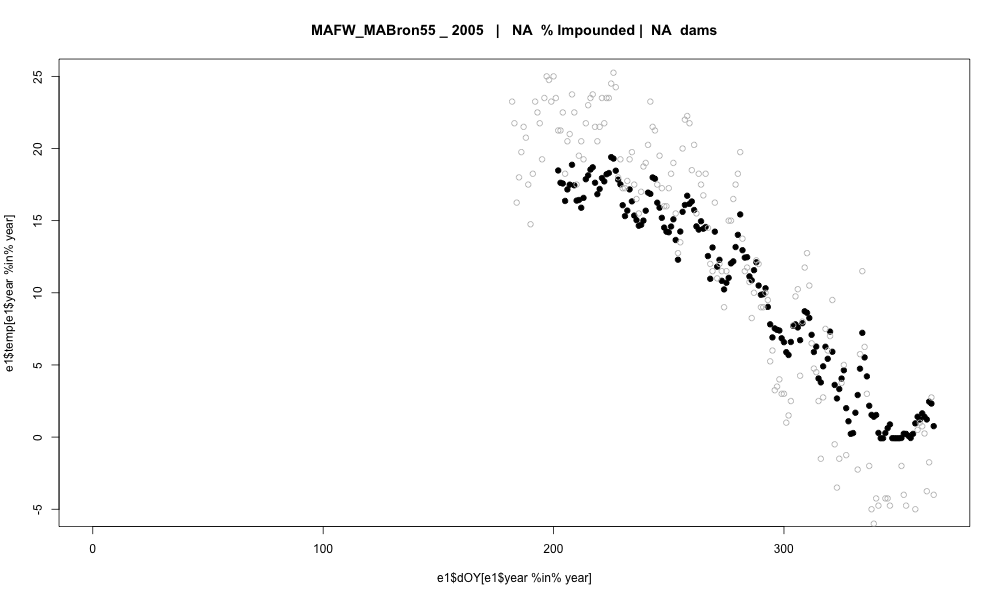 MAFW_MABron55 _ 2005 | NA % Impounded | NA dams
25
20
15
10
5
0
-5
e1$temp[e1$year %in% year]
0 100 200 300
e1$dOY[e1$year %in% year]